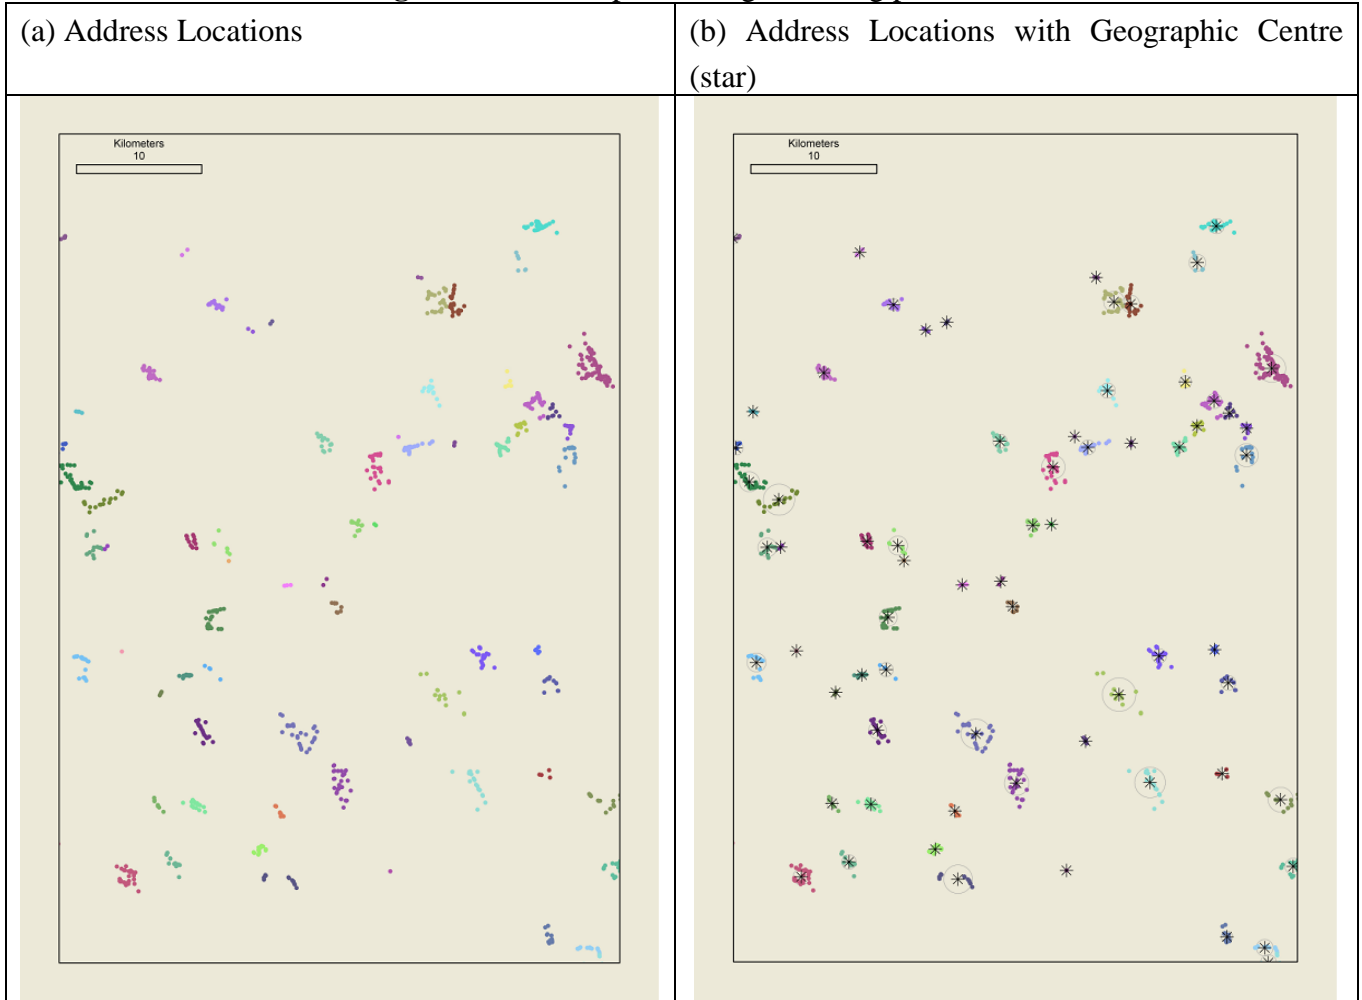 (a) Address Locations
(b) Address Locations with Geographic Centre
(star)
Kilometers
10
Kilometers
10